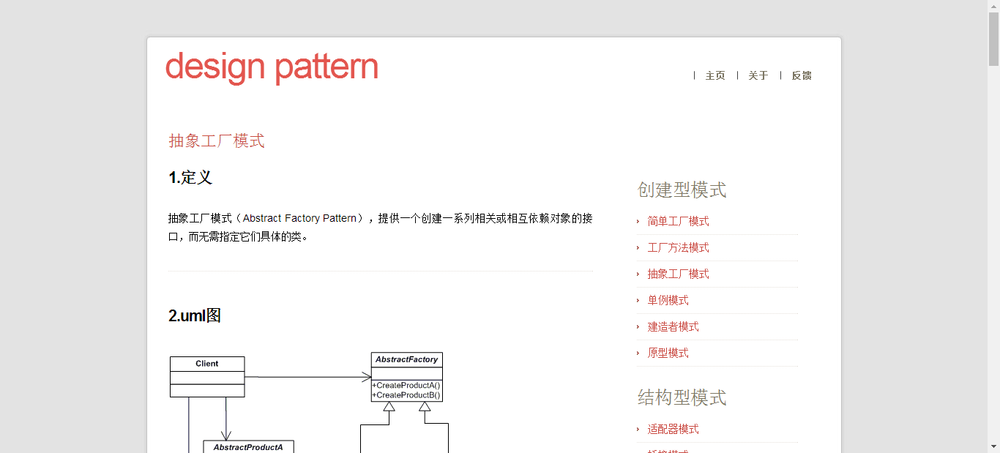 design pattern
| 主页 | 关于 | 反馈
抽象工厂模式
1.定义
抽象工厂模式（Abstract Factory Pattern），提供一个创建一系列相关或相互依赖对象的接
口，而无需指定它们具体的类。
2.uml图
Client
AbstractFactory
+CreateProductA()
+CreateProductB()
AbstractProductA
创建型模式
简单工厂模式
工厂方法模式
抽象工厂模式
单例模式
建造者模式
原型模式
结构型模式
适配器模式